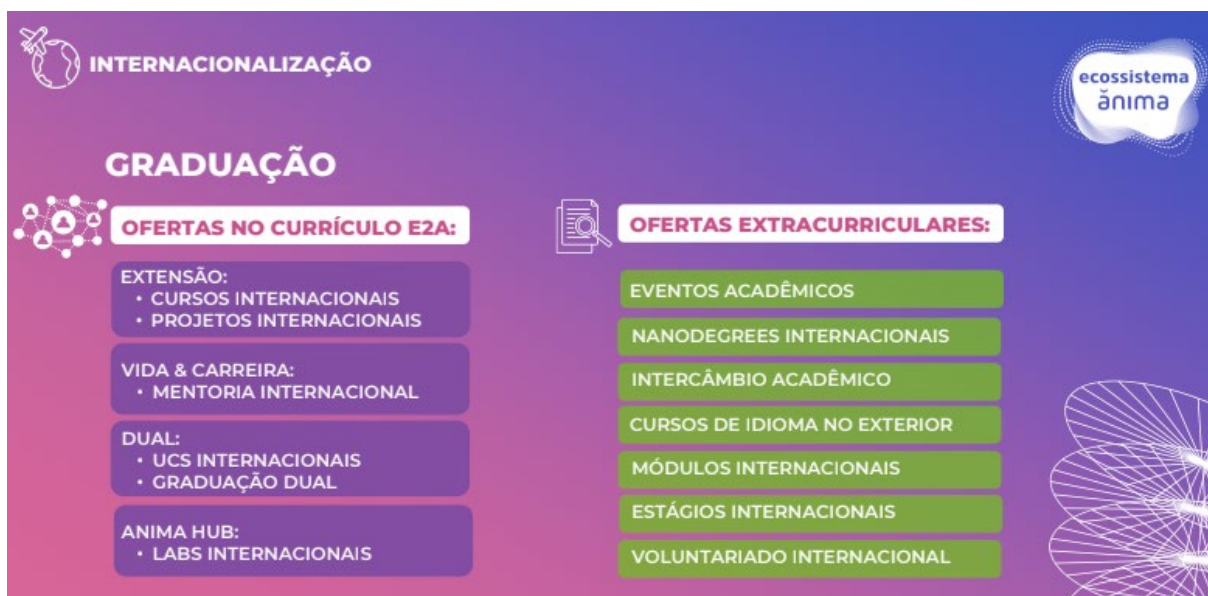 INTERNACIONALIZAÇÃO
ecossistema
ănıma
GRADUAÇÃO
OFERTAS NO CURRÍCULO E2A:
EXTENSÃO:
• CURSOS INTERNACIONAIS
• PROJETOS INTERNACIONAIS
VIDA & CARREIRA:
• MENTORIA INTERNACIONAL
DUAL:
• UCS INTERNACIONAIS
• GRADUAÇÃO DUAL
ANIMA HUB:
• LABS INTERNACIONAIS
OFERTAS EXTRACURRICULARES:
EVENTOS ACADÊMICOS
NANODEGREES INTERNACIONAIS
INTERCÂMBIO ACADÊMICO
CURSOS DE IDIOMA NO EXTERIOR
MÓDULOS INTERNACIONAIS
ESTÁGIOS INTERNACIONAIS
VOLUNTARIADO INTERNACIONAL